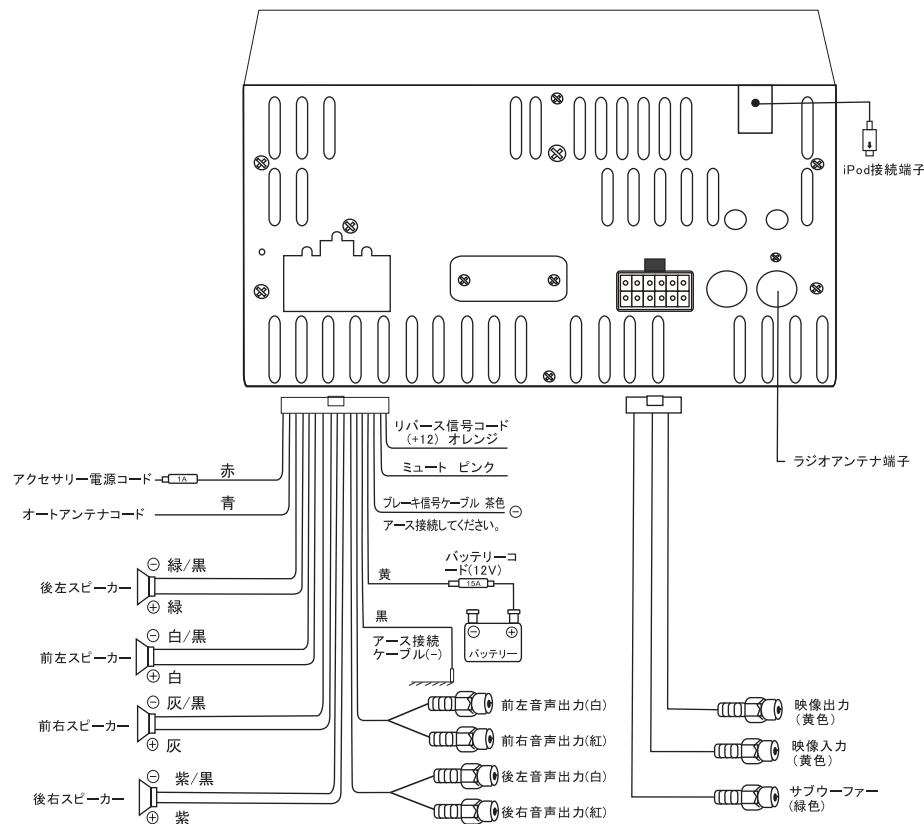 iPod接続端子
リバース信号コード
(+12) オレンジ
ミュート ピンク
ブレーキ信号ケーブル 茶色 ⊖
アース接続してください。
ラジオアンテナ端子
アクセサリー電源コード 1A 赤
オートアンテナコード 青
バッテリーコ
ード(12V)
黄 15A
⊖ ⊕
バッテリー
黒
アース接続
ケーブル(-)
⊖ 緑/黒
後左スピーカー
⊕ 緑
⊖ 白/黒
前左スピーカー
⊕ 白
⊖ 灰/黒
前右スピーカー
⊕ 灰
⊖ 紫/黒
後右スピーカー
⊕ 紫
前左音声出力(白)
前右音声出力(紅)
後左音声出力(白)
後右音声出力(紅)
映像出力
(黄色)
映像入力
(黄色)
サブウーファー
(緑色)